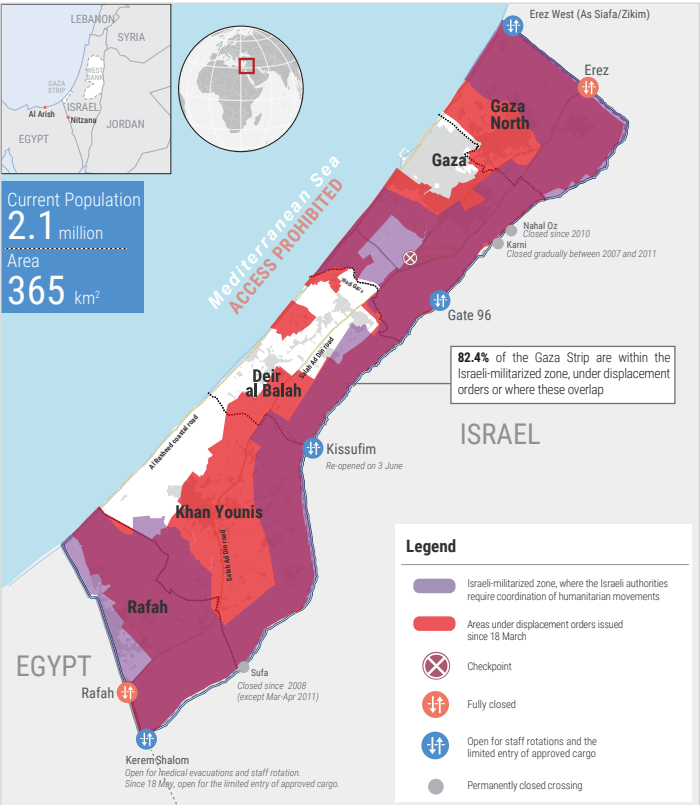 LEBANON
SYRIA
WEST
BANK
GAZA
STRIP
Al Arish
ISRAEL
Nitzana
JORDAN
EGYPT
Current Population
2.1 million
Area
365 km²
Mediterranean Sea
ACCESS PROHIBITED
Erez West (As Siafa/Zikim)
Erez
Gaza
North
Gaza
Nahal Oz
Closed since 2010
Karni
Closed gradually between 2007 and 2011
Gate 96
82.4% of the Gaza Strip are within the
Israeli-militarized zone, under displacement
orders or where these overlap
Salah Ad Din road
Deir
al Balah
ISRAEL
Kissufim
Re-opened on 3 June
Al Rasheed coastal road
Khan Younis
Salah Ad Din road
Rafah
EGYPT
Rafah
Sufa
Closed since 2008
(except Mar-Apr 2011)
Kerem Shalom
Open for medical evacuations and staff rotation.
Since 18 May, open for the limited entry of approved cargo.
Legend
Israeli-militarized zone, where the Israeli authorities
require coordination of humanitarian movements
Areas under displacement orders issued
since 18 March
Checkpoint
Fully closed
Open for staff rotations and the
limited entry of approved cargo
Permanently closed crossing